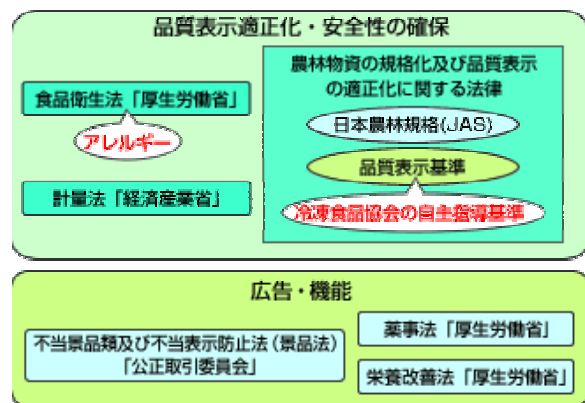 品質表示適正化・安全性の確保
食品衛生法「厚生労働省」
アレルギー
計量法「経済産業省」
農林物資の規格化及び品質表示
の適正化に関する法律
日本農林規格(JAS)
品質表示基準
冷凍食品協会の自主指導基準
広告・機能
不当景品類及び不当表示防止法(景品法)
「公正取引委員会」
薬事法「厚生労働省」
栄養改善法「厚生労働省」